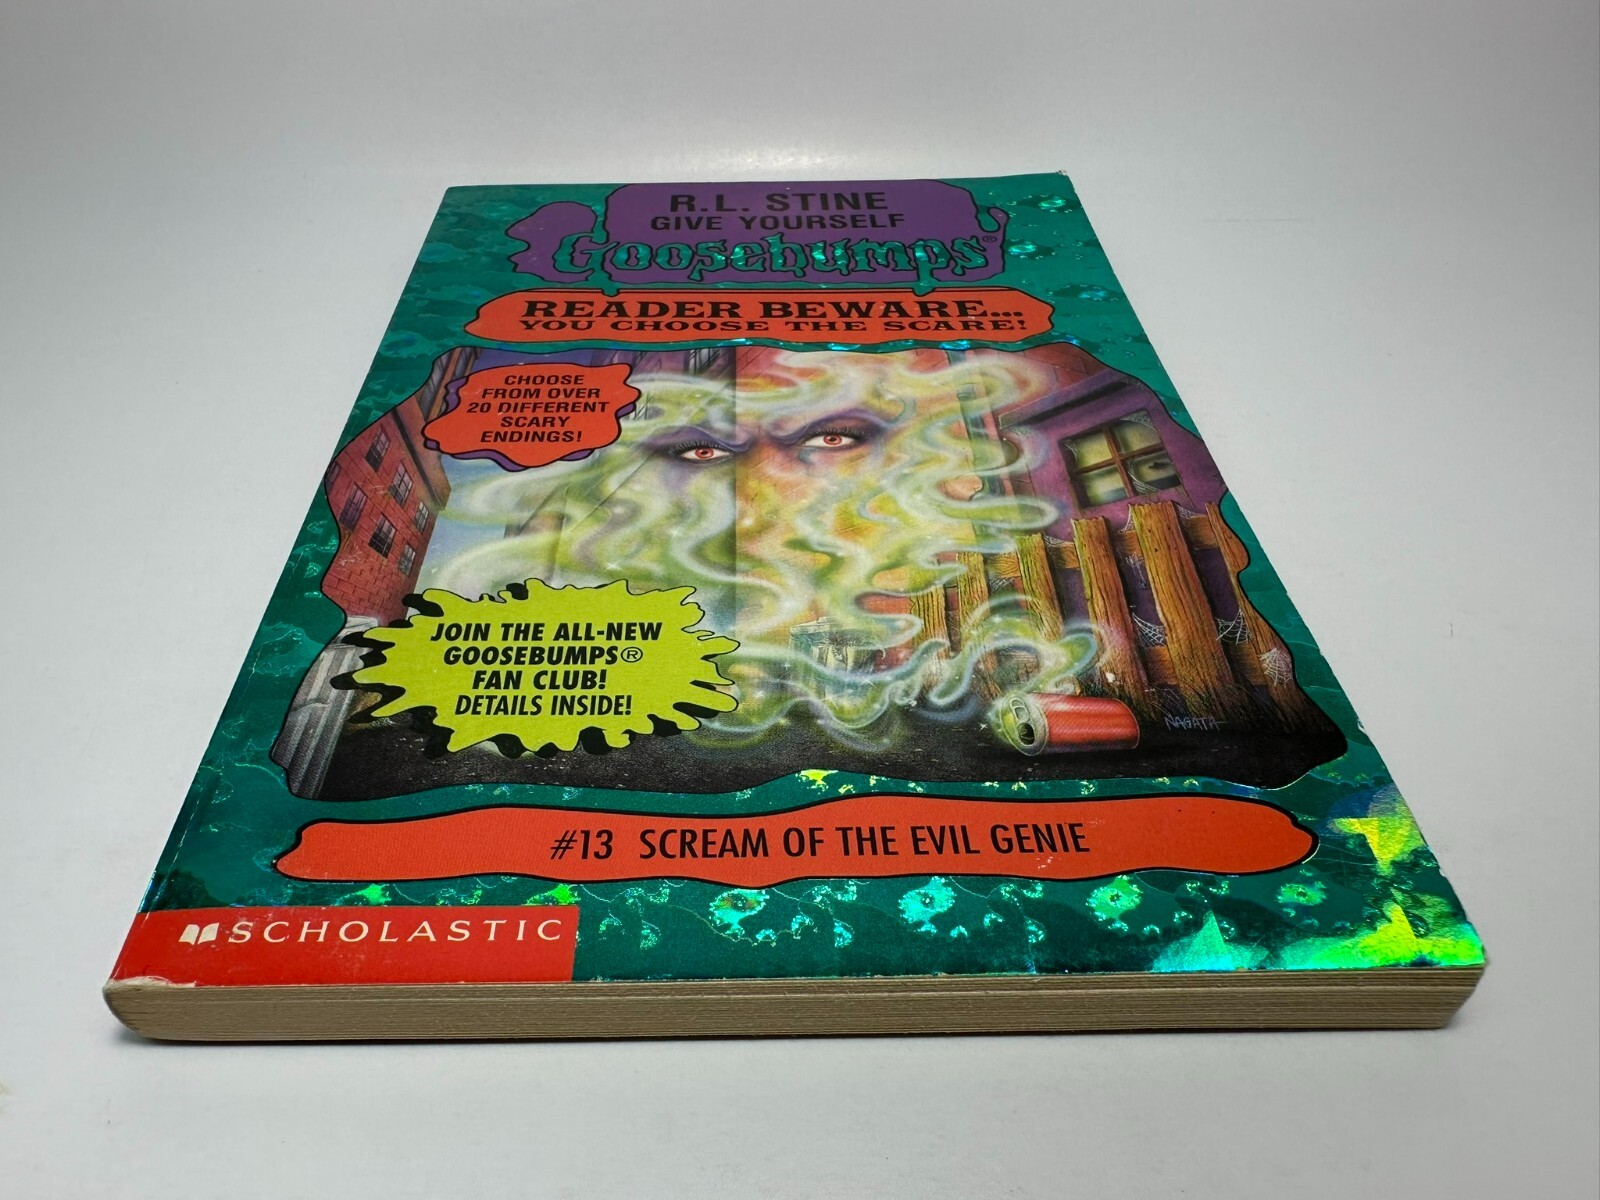 R.L. STINE
GIVE YOURSELF
Goosebumps®
READER BEWARE...
YOU CHOOSE THE SCARE!
CHOOSE
FROM OVER
20 DIFFERENT
SCARY
ENDINGS!
JOIN THE ALL-NEW
GOOSEBUMPS®
FAN CLUB!
DETAILS INSIDE!
NAGATA
#13 SCREAM OF THE EVIL GENIE
SCHOLASTIC